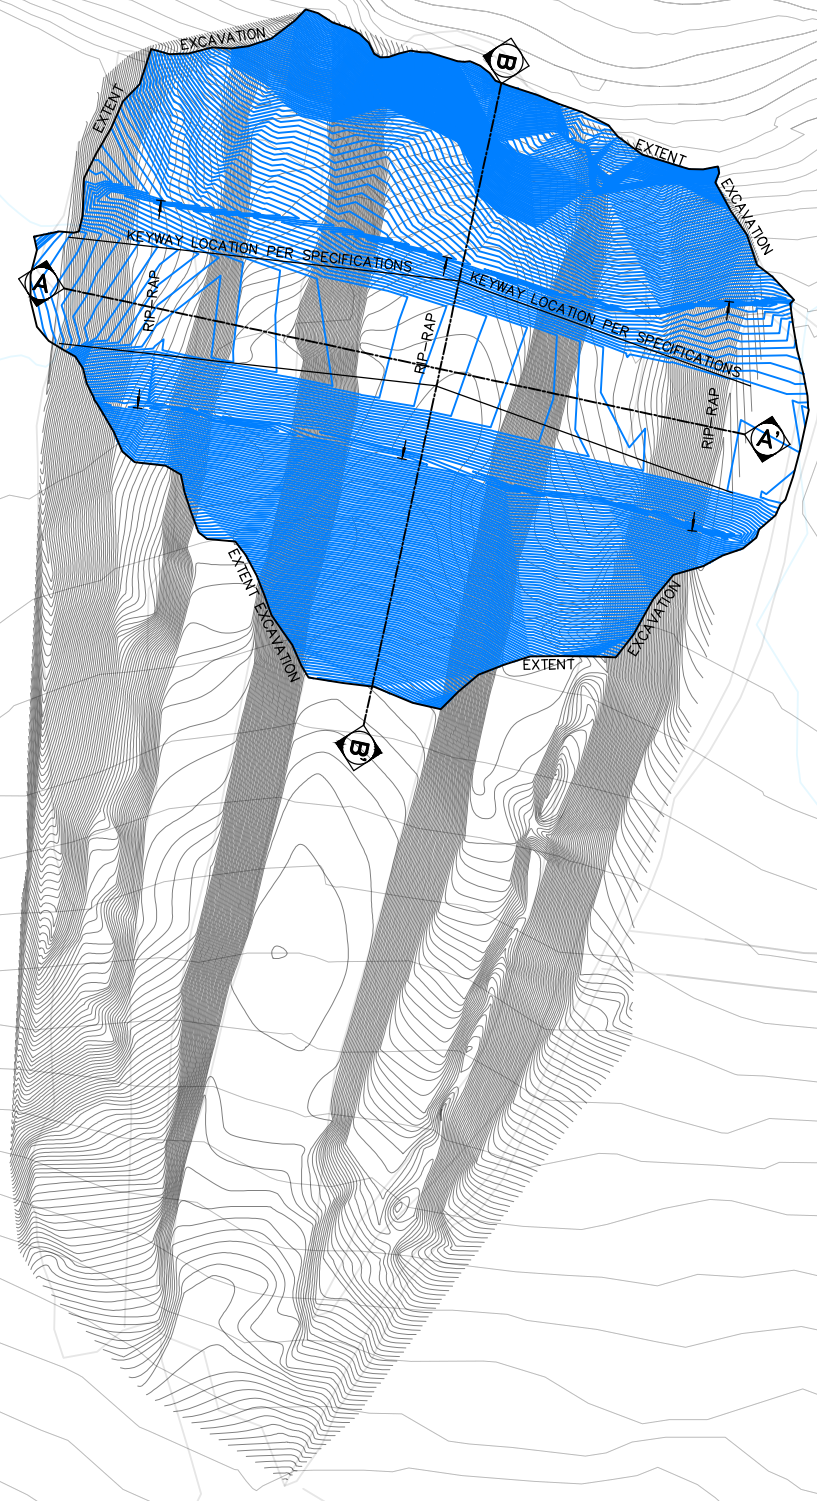 EXCAVATION
B
EXTENT
EXTENT
EXCAVATION
KEYWAY LOCATION PER SPECIFICATIONS
KEYWAY LOCATION PER SPECIFICATIONS
A
RIP-RAP
RIP-RAP
RIP-RAP
A'
EXTENT EXCAVATION
EXCAVATION
EXTENT
B'